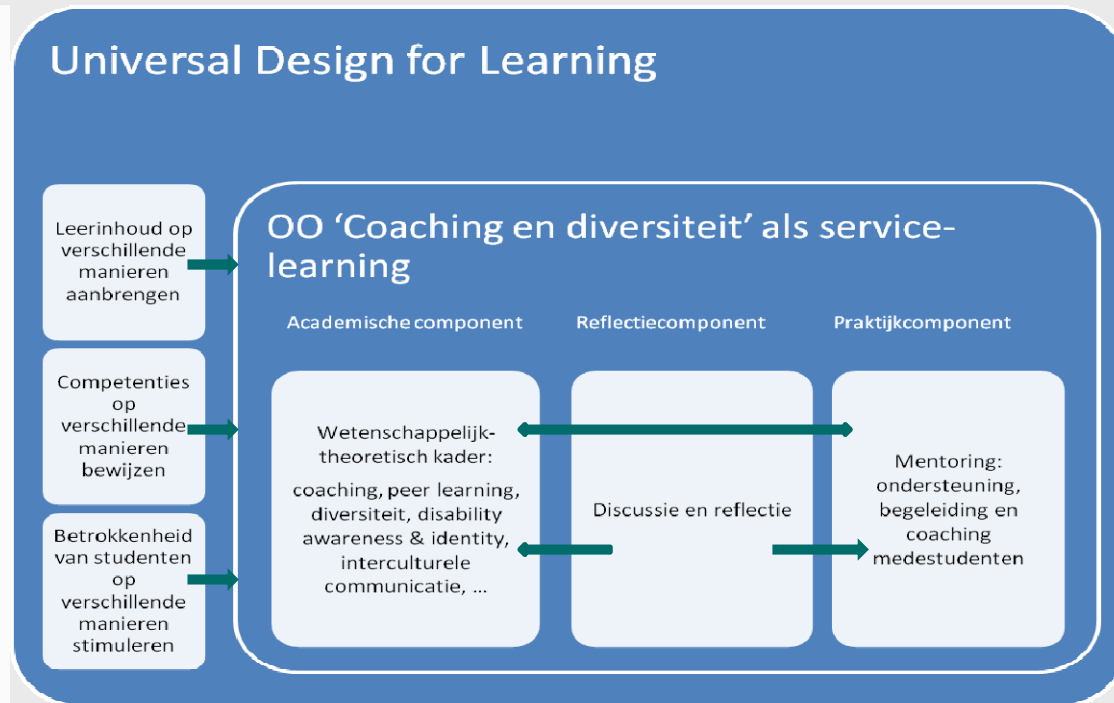 Universal Design for Learning
Leerinhoud op
verschillende
manieren
aanbrengen
Competenties
op
verschillende
manieren
bewijzen
Betrokkenheid
van studenten
op
verschillende
manieren
stimuleren
OO ‘Coaching en diversiteit’ als service-
learning
Academische component
Wetenschappelijk-
theoretisch kader:
coaching, peer learning,
diversiteit, disability
awareness & identity,
interculturele
communicatie, ...
Reflectiecomponent
Discussie en reflectie
Praktijkcomponent
Mentoring:
ondersteuning,
begeleiding en
coaching
medestudenten